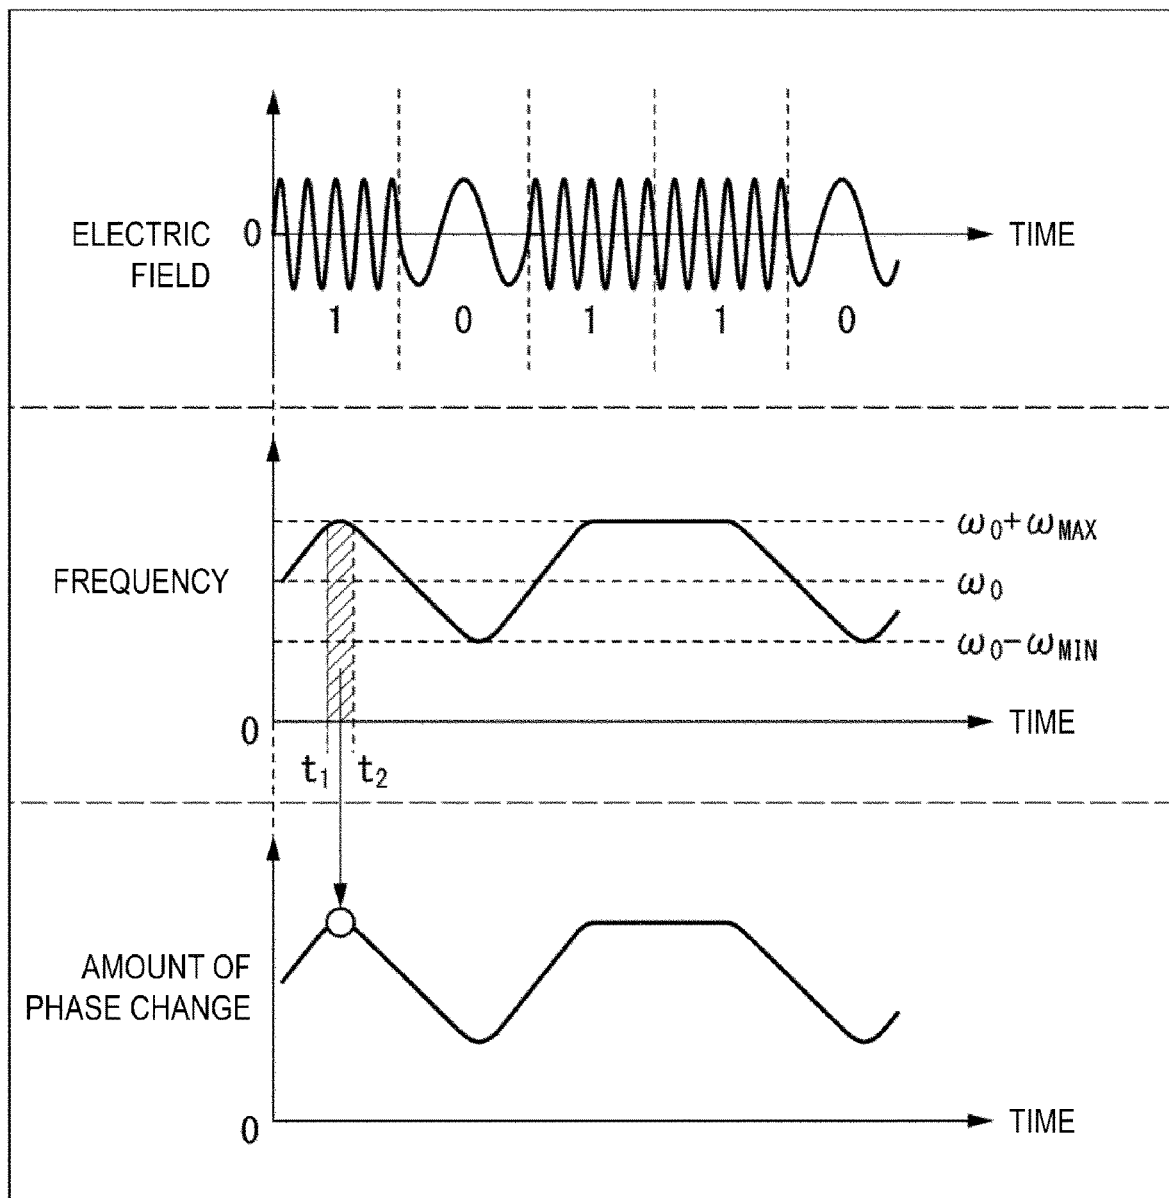 ELECTRIC
FIELD
0
TIME
1 0 1 1 0
FREQUENCY
ω0+ωMAX
ω0
ω0−ωMIN
0
TIME
t1 t2
AMOUNT OF
PHASE CHANGE
0
TIME